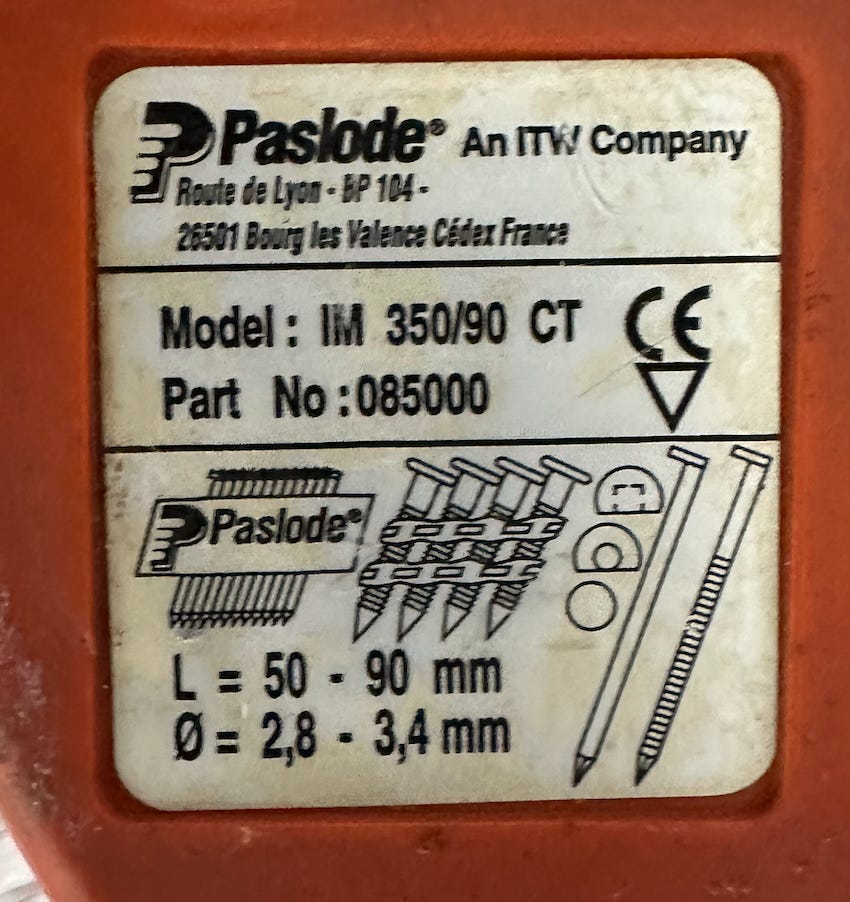 Paslode® An ITW Company
Route de Lyon - BP 104 -
26501 Bourg les Valence Cédex France
Model : IM 350/90 CT CE
Part No : 085000
Paslode®
L = 50 - 90 mm
Ø = 2,8 - 3,4 mm